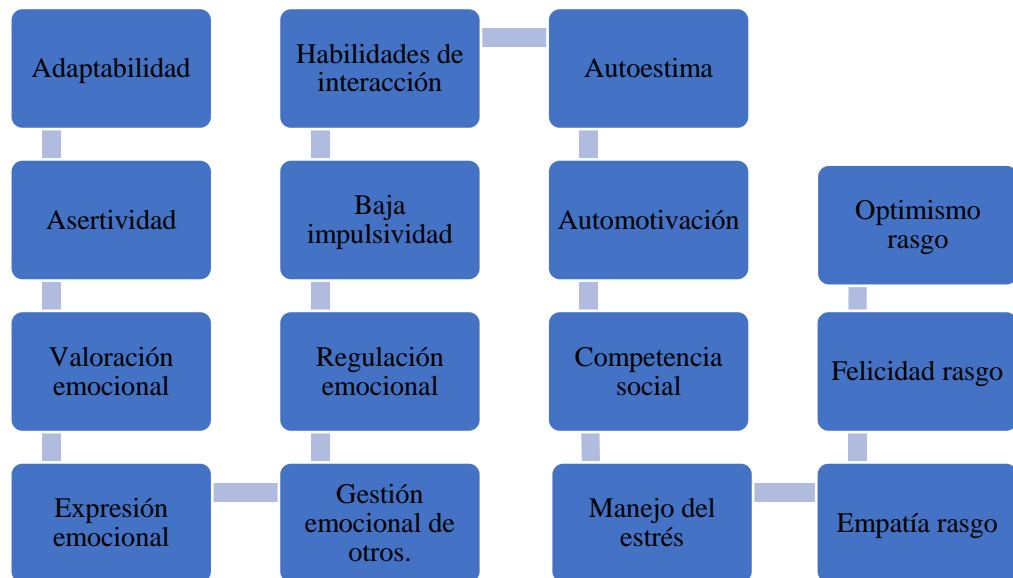 Adaptabilidad
Asertividad
Valoración
emocional
Expresión
emocional
Gestión
emocional de
otros.
Regulación
emocional
Baja
impulsividad
Habilidades de
interacción
Autoestima
Automotivación
Competencia
social
Manejo del
estrés
Empatía rasgo
Felicidad rasgo
Optimismo
rasgo